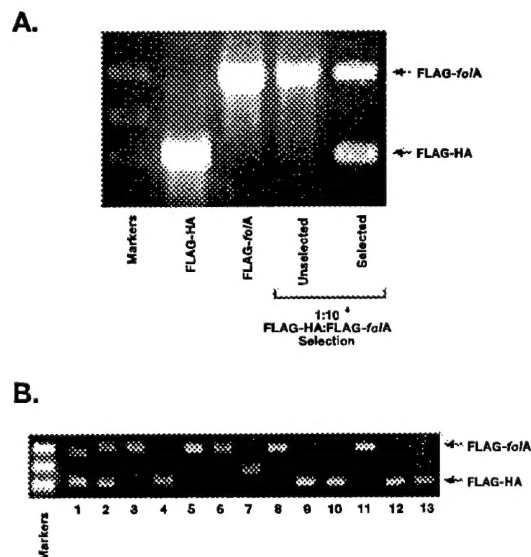 A.
FLAG-folA
FLAG-HA
Markers
FLAG-HA
FLAG-folA
Unselected
Selected
1:10⁴
FLAG-HA:FLAG-folA
Selection
B.
FLAG-folA
FLAG-HA
Markers
1 2 3 4 5 6 7 8 9 10 11 12 13